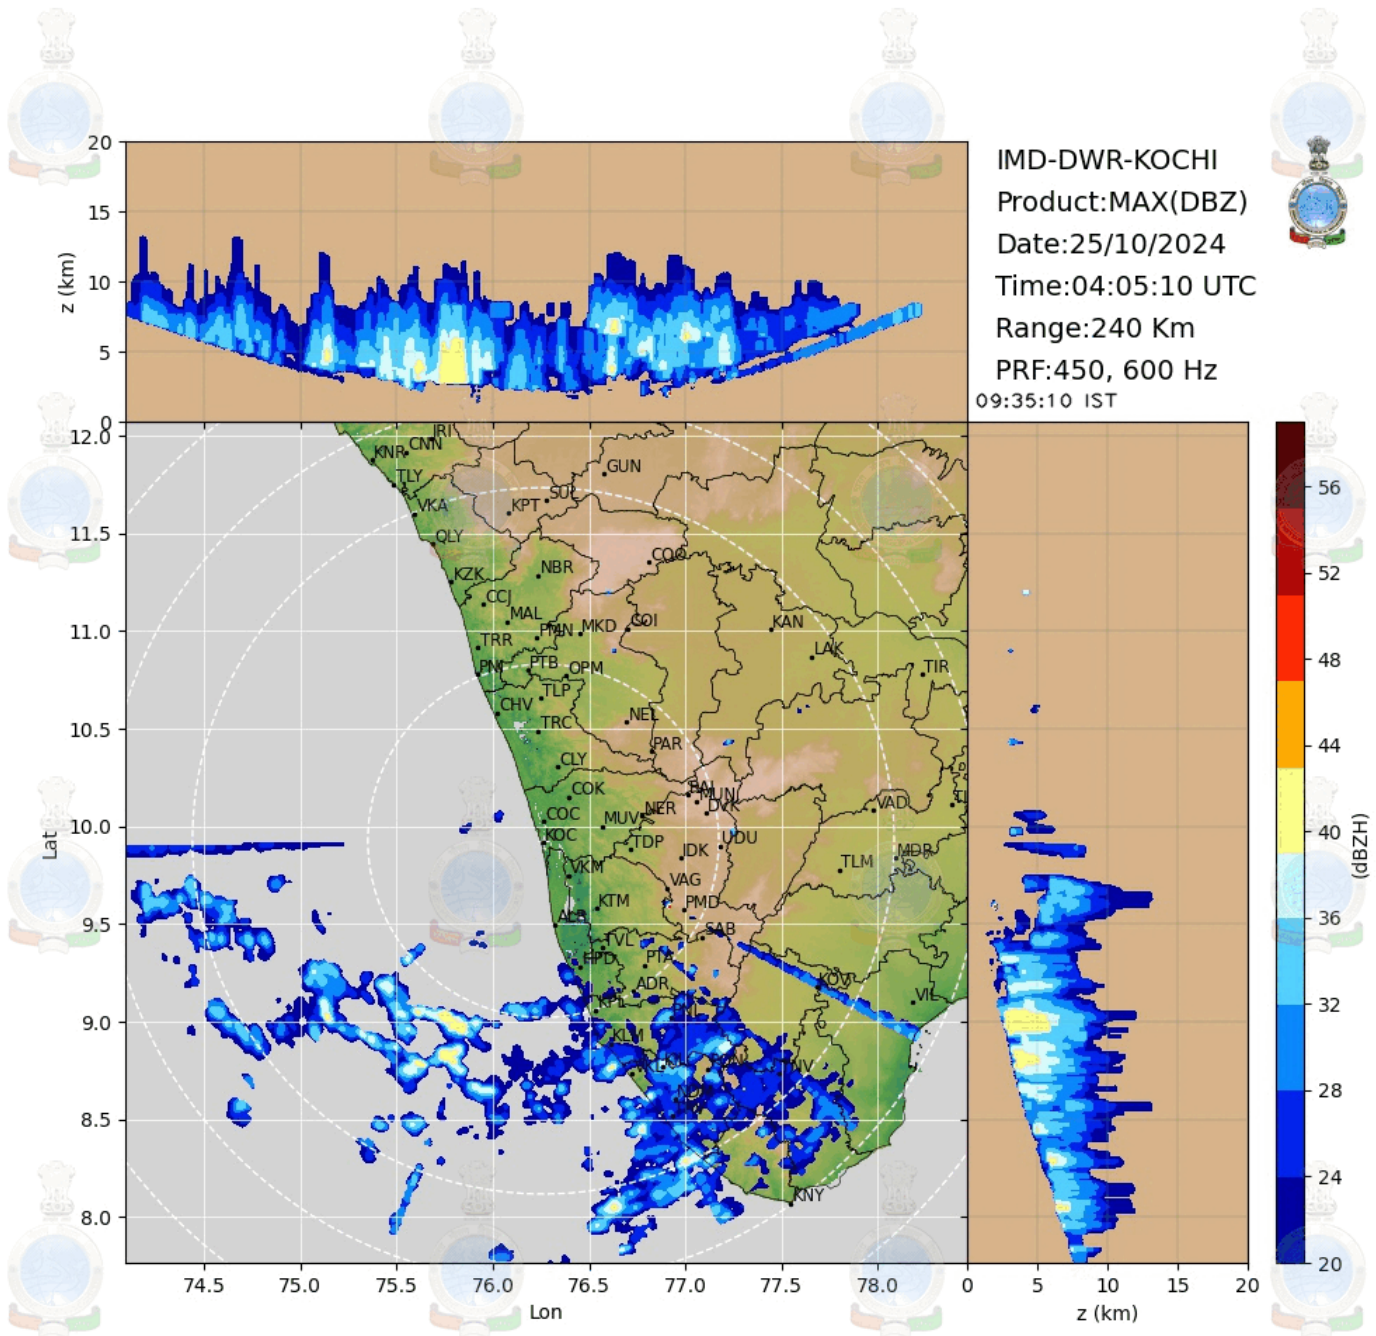 IMD-DWR-KOCHI
Product:MAX(DBZ)
Date:25/10/2024
Time:04:05:10 UTC
Range:240 Km
PRF:450, 600 Hz
09:35:10 IST
20
15
10
5
0
z (km)
12.0
11.5
11.0
10.5
10.0
9.5
9.0
8.5
8.0
Lat
JRI
CNN
KNR
GUN
TLY
SUL
VKA
KPT
QLY
COO
NBR
KZK
CCJ
MAL
COI
KAN
MKD
PMN
TRR
LAK
PTB
OPM
PNI
TIR
TLP
CHV
NEL
TRC
PAR
CLY
COK
MUN
VAD
DVK
NER
COC
MUV
KOC
TDP
UDU
JDK
MDR
TLM
VKM
VAG
KTM
PMD
ALP
SAB
TVL
HPD
PTA
ADR
KOV
VIL
KPL
KLM
KNY
74.5 75.0 75.5 76.0 76.5 77.0 77.5 78.0
Lon
0 5 10 15 20
z (km)
56
52
48
44
40
36
32
28
24
20
(dBZH)